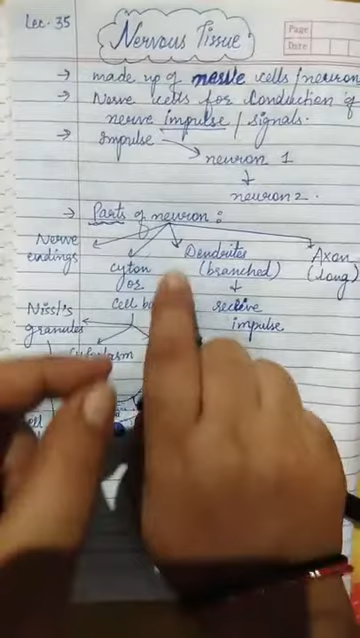 Lec. 35
Nervous Tissue
Page
Date
→ made up of nerve cells/neuron
→ Nerve cells for conduction of
nerve impulse / signals.
→ Impulse → neuron 1
↓
neuron 2.
→ Parts of neuron :
Nerve endings
cyton or
Dendrites (branched)
Axon (long)
Cell
↓
recieve impulse
Nissl's granules